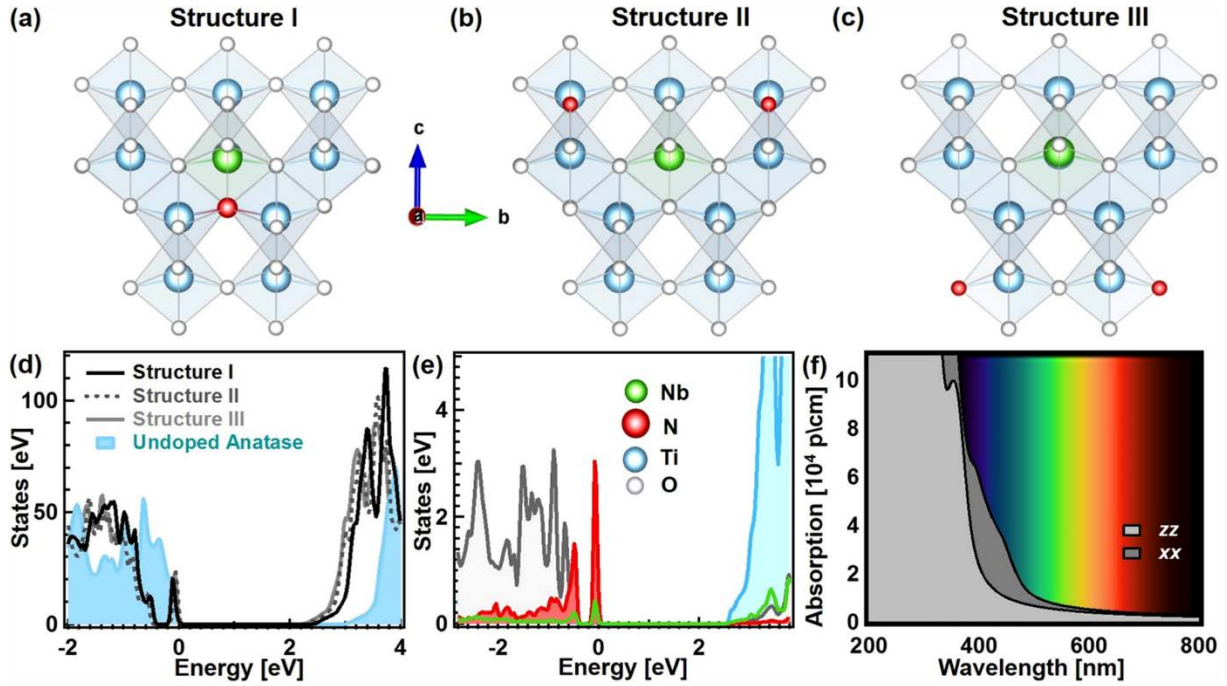 (a) Structure I
(b) Structure II
(c) Structure III
c
a
b
(d)
Structure I
Structure II
Structure III
Undoped Anatase
States [eV]
100
50
0
-2 0 2 4
Energy [eV]
(e)
Nb
N
Ti
O
States [eV]
4
2
0
-2 0 2
Energy [eV]
(f)
Absorption [10⁴ p\cm]
10
8
6
4
2
0
zz
xx
200 400 600 800
Wavelength [nm]